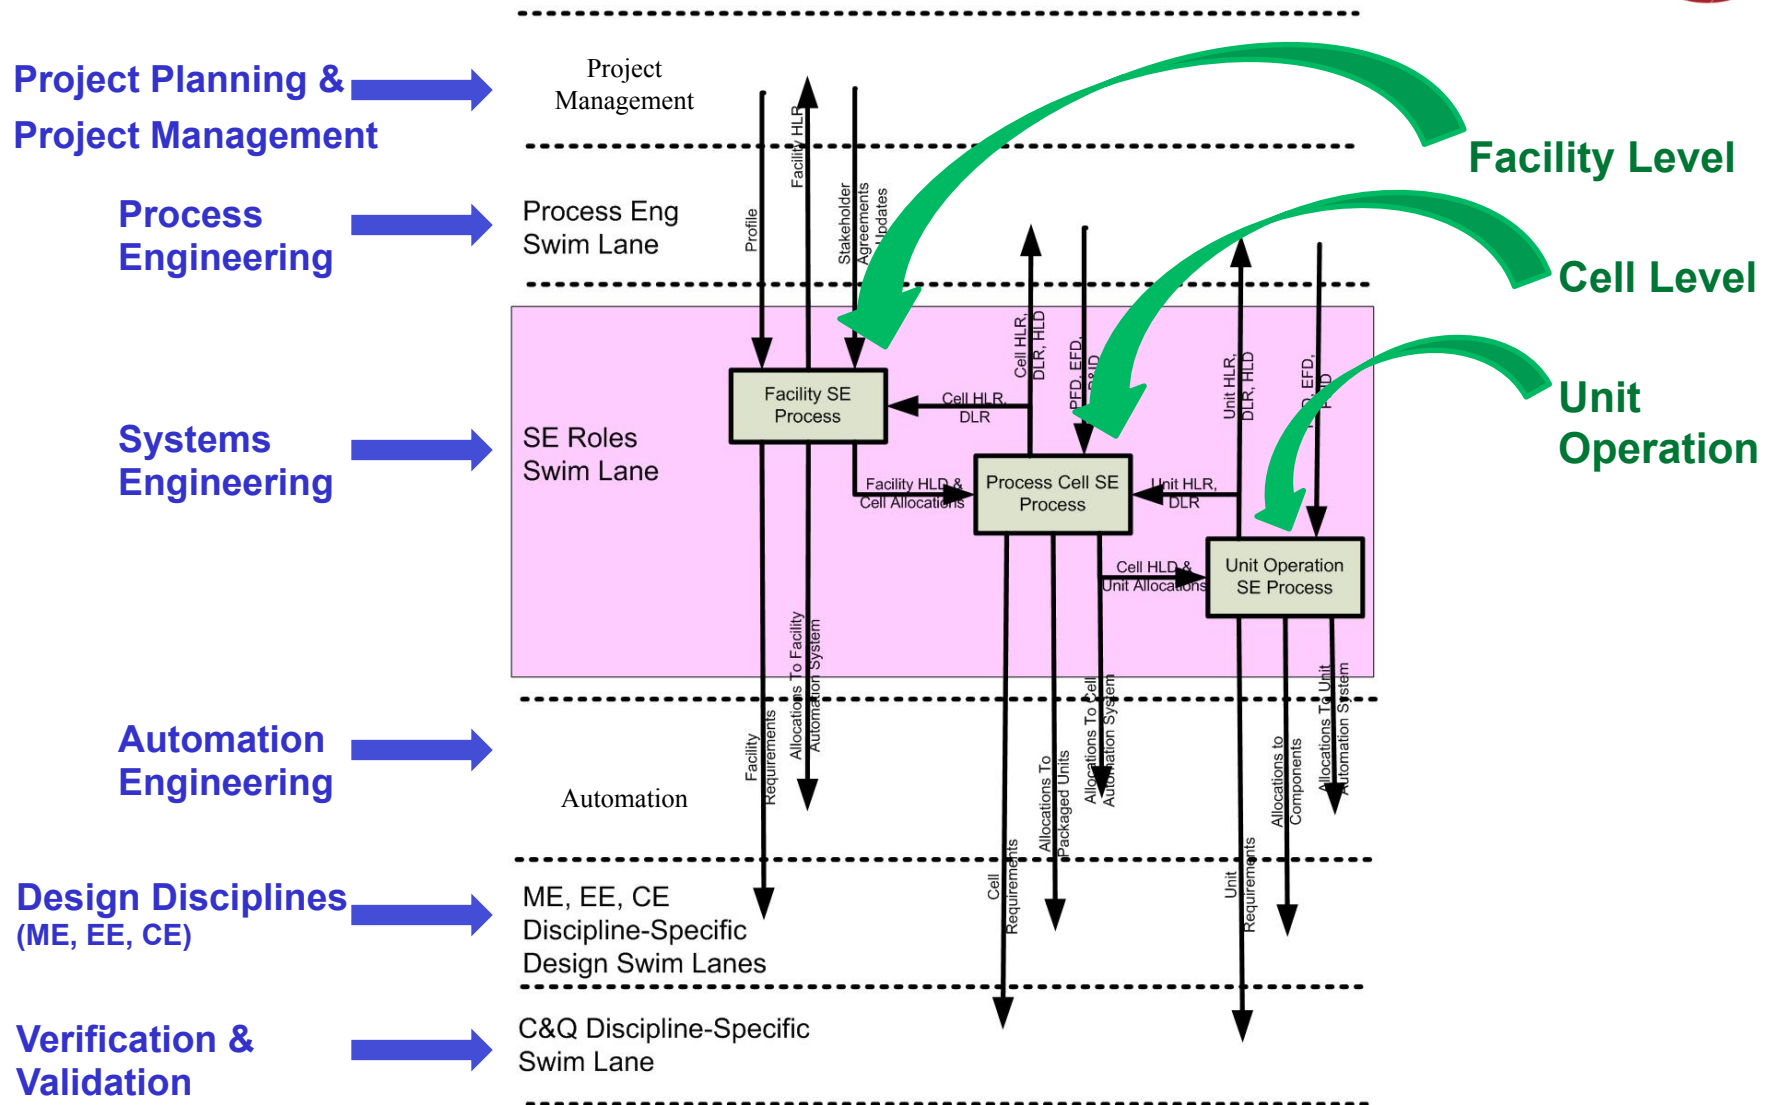 Project Planning &
Project Management
Process
Engineering
Systems
Engineering
Automation
Engineering
Design Disciplines
(ME, EE, CE)
Verification &
Validation
Project
Management
Process Eng
Swim Lane
SE Roles
Swim Lane
Automation
ME, EE, CE
Discipline-Specific
Design Swim Lanes
C&Q Discipline-Specific
Swim Lane
Profile
Facility HLR
Stakeholder
Agreements
Updates
Facility SE
Process
Cell HLR,
DLR
Cell HLR,
DLR, HLD
PFD, EFD,
P&ID
Facility HLD &
Cell Allocations
Process Cell SE
Process
Unit HLR,
DLR
Unit HLR,
DLR, HLD
EFD,
Cell HLD &
Unit Allocations
Unit Operation
SE Process
Facility
Requirements
Allocations To Facility
Automation System
Cell
Requirements
Allocations To
Packaged Units
Allocations To Cell
Automation System
Unit
Requirements
Allocations to
Components
Allocations To Unit
Automation System
Facility Level
Cell Level
Unit
Operation